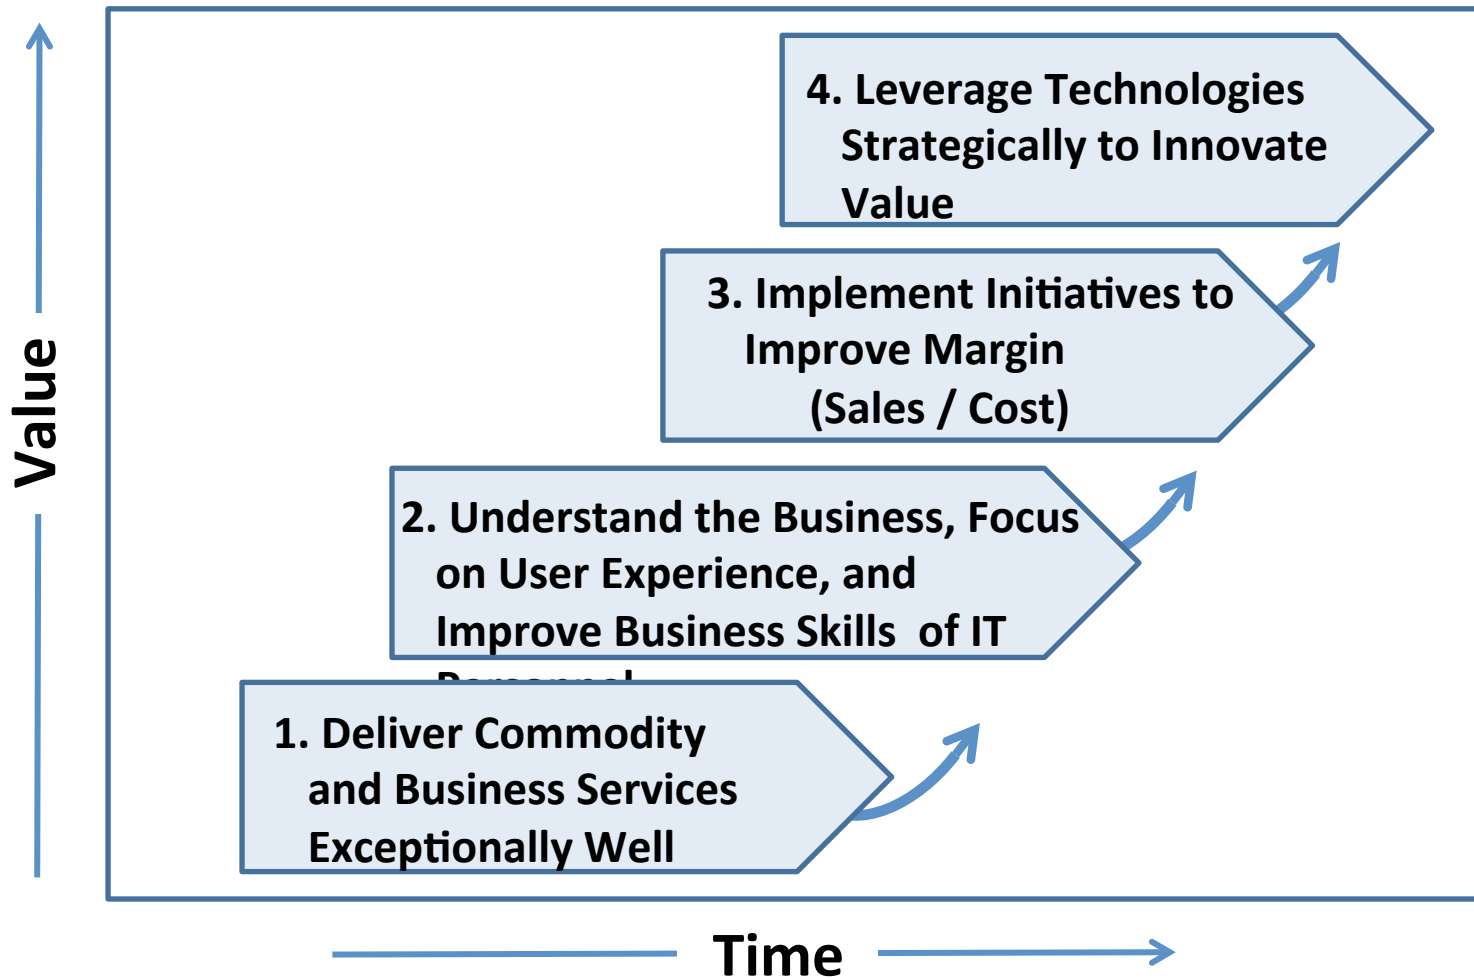 4. Leverage Technologies
Strategically to Innovate
Value
3. Implement Initiatives to
Improve Margin
(Sales / Cost)
2. Understand the Business, Focus
on User Experience, and
Improve Business Skills of IT
Personnel
1. Deliver Commodity
and Business Services
Exceptionally Well
Value
Time